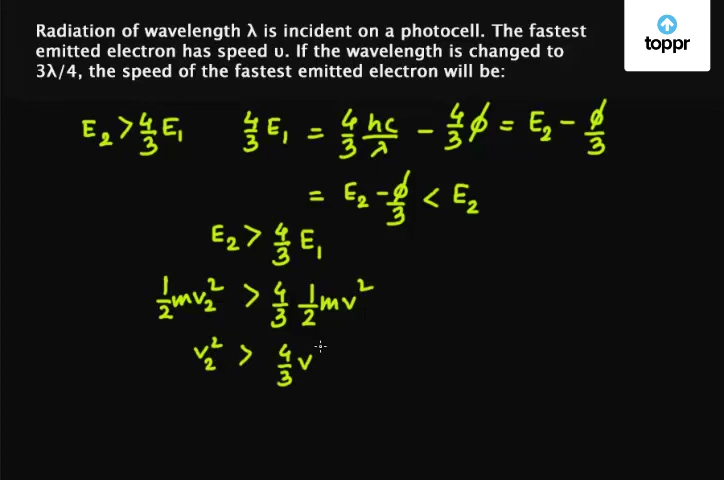 Radiation of wavelength λ is incident on a photocell. The fastest
emitted electron has speed υ. If the wavelength is changed to
3λ/4, the speed of the fastest emitted electron will be:
toppr
E₂ > 4/3 E₁   4/3 E₁ = 4/3 hc/λ − 4/3 ϕ = E₂ − ϕ/3
= E₂ − ϕ/3 < E₂
E₂ > 4/3 E₁
1/2 mv₂² > 4/3 1/2 mv²
v₂² > 4/3 v